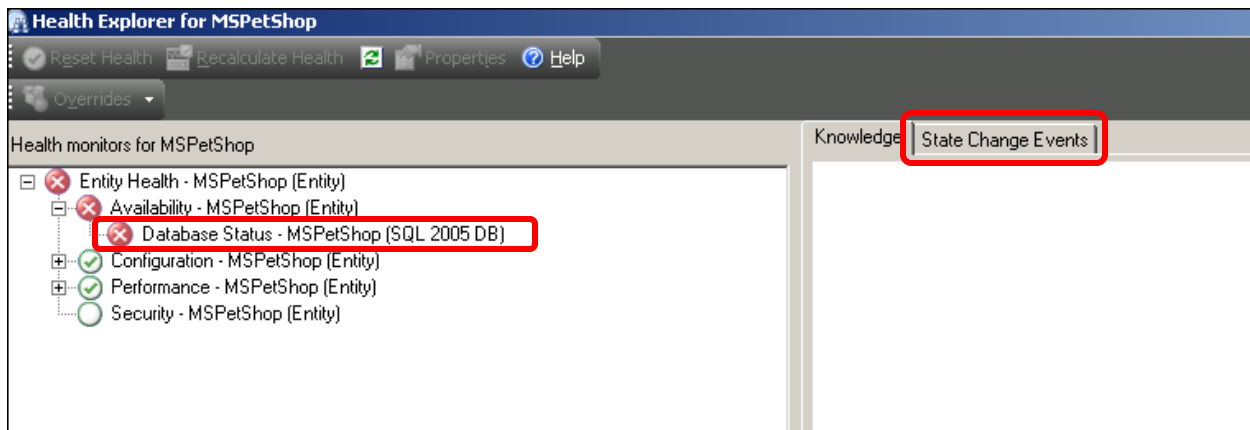 Health Explorer for MSPetShop
Reset Health Recalculate Health Properties Help
Overrides
Health monitors for MSPetShop
Knowledge State Change Events
Entity Health - MSPetShop (Entity)
Availability - MSPetShop (Entity)
Database Status - MSPetShop (SQL 2005 DB)
Configuration - MSPetShop (Entity)
Performance - MSPetShop (Entity)
Security - MSPetShop (Entity)